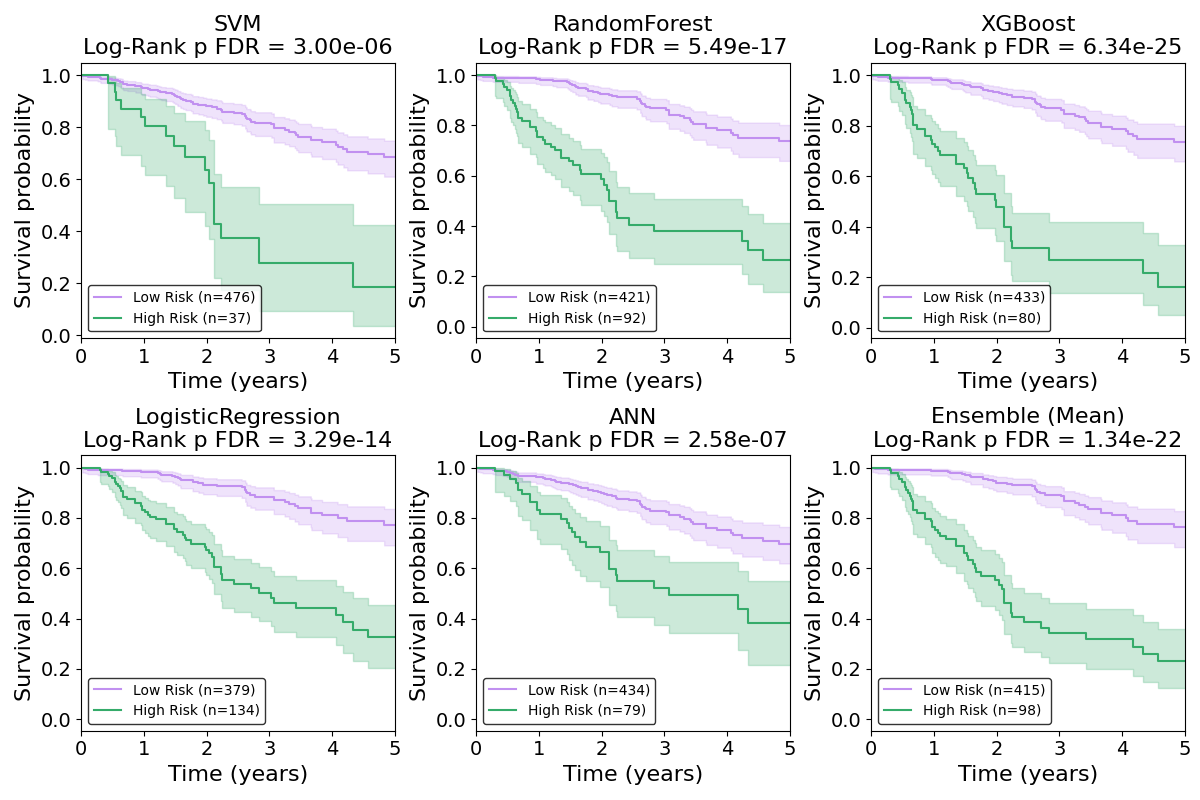 SVM
Log-Rank p FDR = 3.00e-06
Survival probability
1.0
0.8
0.6
0.4
0.2
0.0
Low Risk (n=476)
High Risk (n=37)
0 1 2 3 4 5
Time (years)
RandomForest
Log-Rank p FDR = 5.49e-17
Survival probability
1.0
0.8
0.6
0.4
0.2
0.0
Low Risk (n=421)
High Risk (n=92)
0 1 2 3 4 5
Time (years)
XGBoost
Log-Rank p FDR = 6.34e-25
Survival probability
1.0
0.8
0.6
0.4
0.2
0.0
Low Risk (n=433)
High Risk (n=80)
0 1 2 3 4 5
Time (years)
LogisticRegression
Log-Rank p FDR = 3.29e-14
Survival probability
1.0
0.8
0.6
0.4
0.2
0.0
Low Risk (n=379)
High Risk (n=134)
0 1 2 3 4 5
Time (years)
ANN
Log-Rank p FDR = 2.58e-07
Survival probability
1.0
0.8
0.6
0.4
0.2
0.0
Low Risk (n=434)
High Risk (n=79)
0 1 2 3 4 5
Time (years)
Ensemble (Mean)
Log-Rank p FDR = 1.34e-22
Survival probability
1.0
0.8
0.6
0.4
0.2
0.0
Low Risk (n=415)
High Risk (n=98)
0 1 2 3 4 5
Time (years)